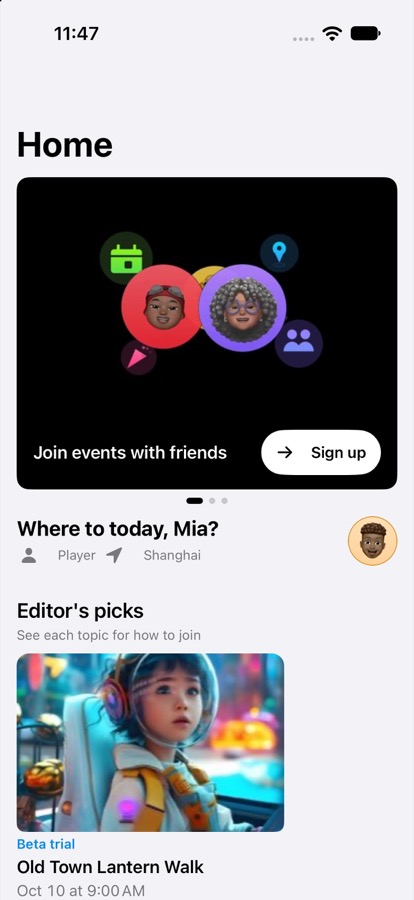 11:47
Home
Join events with friends
Sign up
Where to today, Mia?
Player Shanghai
Editor's picks
See each topic for how to join
Beta trial
Old Town Lantern Walk
Oct 10 at 9:00 AM